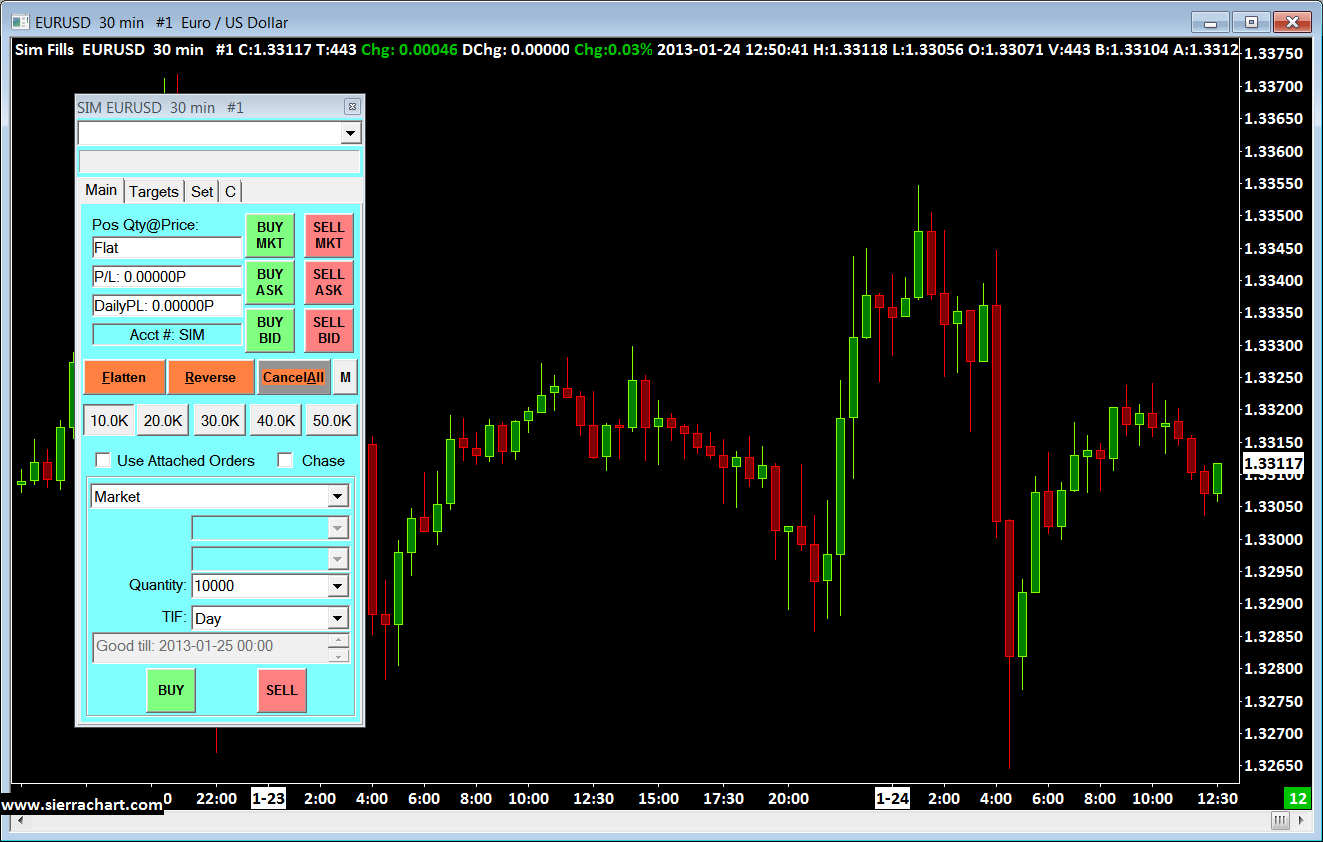 EURUSD 30 min #1 Euro / US Dollar
Sim Fills EURUSD 30 min #1 C:1.33117 T:443 Chg: 0.00046 DChg: 0.00000 Chg:0.03% 2013-01-24 12:50:41 H:1.33118 L:1.33056 O:1.33071 V:443 B:1.33104 A:1.3312
1.33750
1.33700
1.33650
1.33600
1.33550
1.33500
1.33450
1.33400
1.33350
1.33300
1.33250
1.33200
1.33150
1.33117
1.33100
1.33050
1.33000
1.32950
1.32900
1.32850
1.32800
1.32750
1.32700
1.32650
SIM EURUSD 30 min #1
Main Targets Set C
Pos Qty@Price:
Flat
P/L: 0.00000P
DailyPL: 0.00000P
Acct #: SIM
BUY MKT
SELL MKT
BUY ASK
SELL ASK
BUY BID
SELL BID
Flatten Reverse CancelAll M
10.0K 20.0K 30.0K 40.0K 50.0K
Use Attached Orders Chase
Market
Quantity: 10000
TIF: Day
Good till: 2013-01-25 00:00
BUY SELL
www.sierrachart.com
0 22:00 1-23 2:00 4:00 6:00 8:00 10:00 12:30 15:00 17:30 20:00 1-24 2:00 4:00 6:00 8:00 10:00 12:30 12